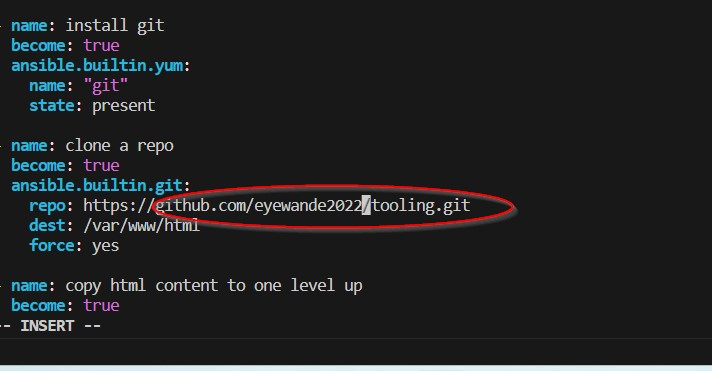 - name: install git
become: true
ansible.builtin.yum:
name: "git"
state: present
- name: clone a repo
become: true
ansible.builtin.git:
repo: https://github.com/eyewande2022/tooling.git
dest: /var/www/html
force: yes
- name: copy html content to one level up
become: true
-- INSERT --